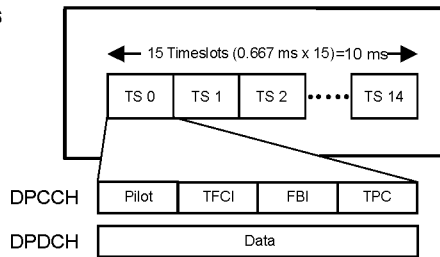 s
15 Timeslots (0.667 ms x 15)=10 ms
TS 0 TS 1 TS 2 ..... TS 14
DPCCH Pilot TFCI FBI TPC
DPDCH Data